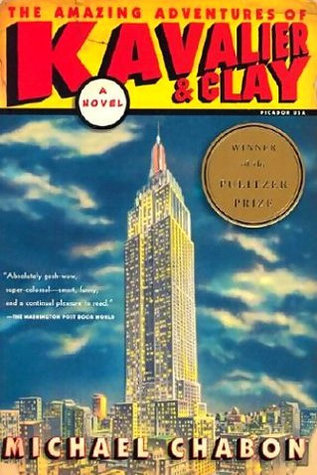 THE AMAZING ADVENTURES OF
KAVALIER
& CLAY
A
NOVEL
PICADOR USA
WINNER
of the
PULITZER
PRIZE
"Absolutely gosh-wow,
super-colossal—smart, funny,
and a continual pleasure to read."
—THE WASHINGTON POST BOOK WORLD
MICHAEL CHABON